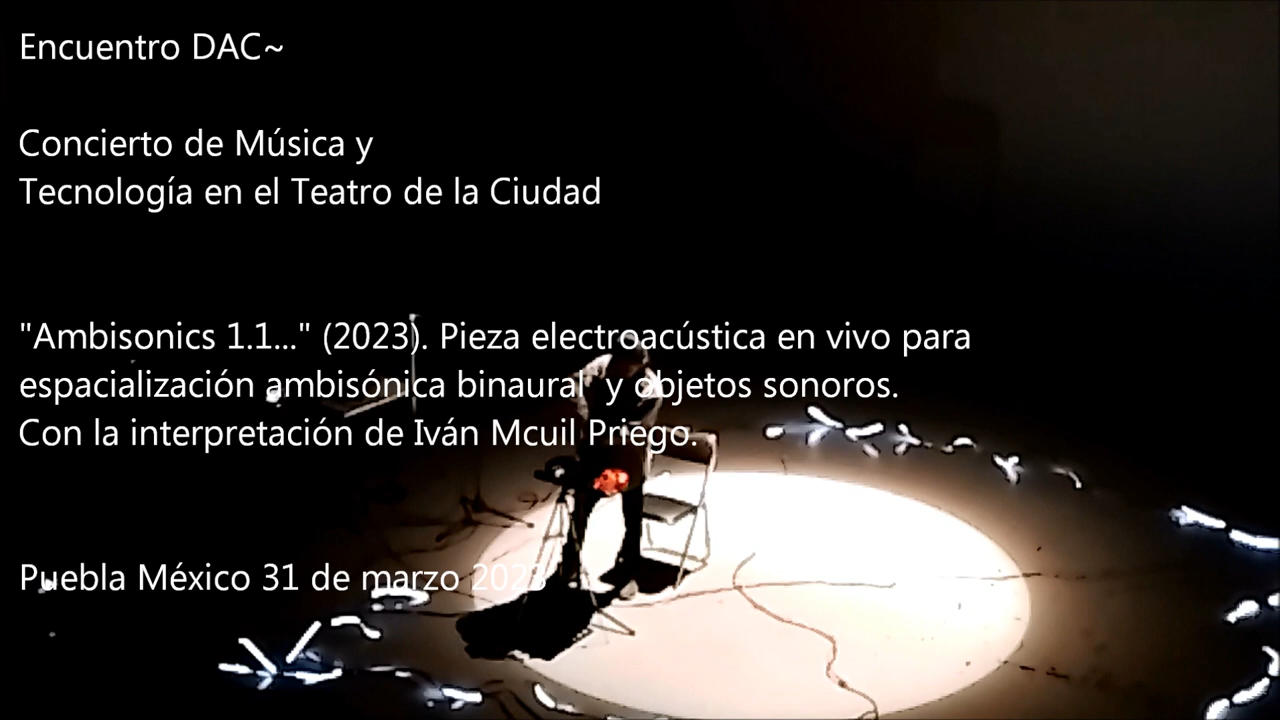 Encuentro DAC~
Concierto de Música y
Tecnología en el Teatro de la Ciudad
"Ambisonics 1.1..." (2023). Pieza electroacústica en vivo para
espacialización ambisónica binaural  y objetos sonoros.
Con la interpretación de Iván Mcuil Priego.
Puebla México 31 de marzo 2023